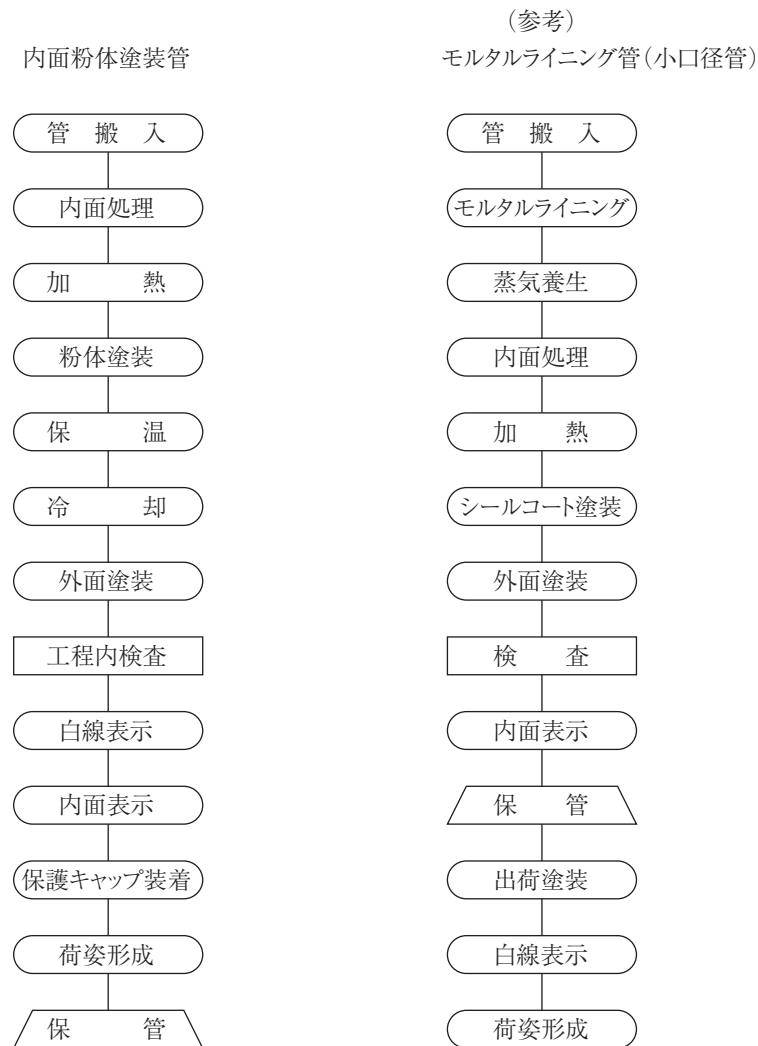 内面粉体塗装管
管 搬 入
内面処理
加 熱
粉体塗装
保 温
冷 却
外面塗装
工程内検査
白線表示
内面表示
保護キャップ装着
荷姿形成
保 管
(参考)
モルタルライニング管(小口径管)
管 搬 入
モルタルライニング
蒸気養生
内面処理
加 熱
シールコート塗装
外面塗装
検 査
内面表示
保 管
出荷塗装
白線表示
荷姿形成